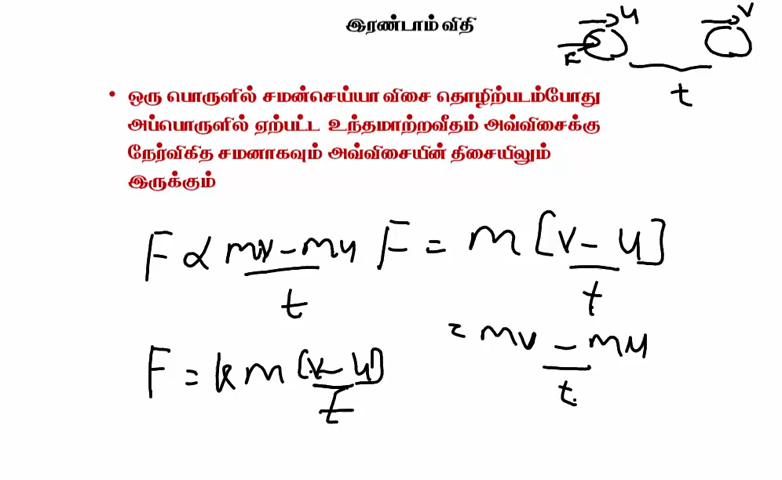 இரண்டாம் விதி
u v
F
t
• ஒரு பொருளில் சமன்செய்யா விசை தொழிற்படம்போது
அப்பொருளில் ஏற்பட்ட உந்தமாற்றவீதம் அவ்விசைக்கு
நேர்விகித சமனாகவும் அவ்விசையின் திசையிலும்
இருக்கும்
F ∝ mv – mu / t F = m [v – u] / t
F = k m (v – u) / t
= mv – mu / t